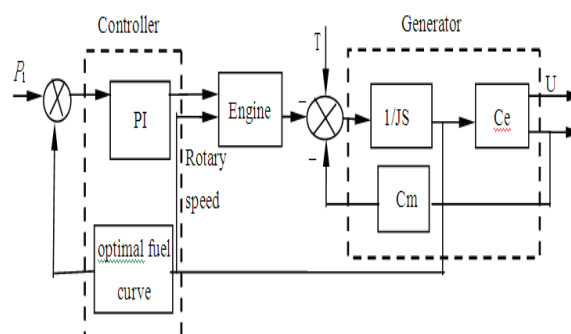 Controller
Generator
T
P1
PI
Engine
1/JS
Ce
U
Rotary
speed
Cm
optimal fuel
curve